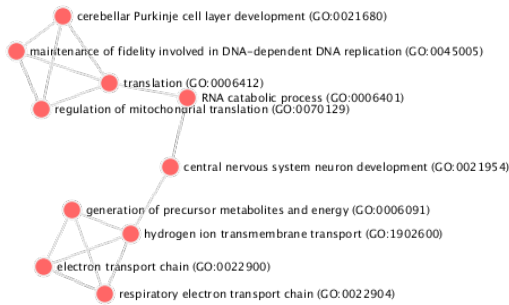 cerebellar Purkinje cell layer development (GO:0021680)
maintenance of fidelity involved in DNA-dependent DNA replication (GO:0045005)
translation (GO:0006412)
RNA catabolic process (GO:0006401)
regulation of mitochondrial translation (GO:0070129)
central nervous system neuron development (GO:0021954)
generation of precursor metabolites and energy (GO:0006091)
hydrogen ion transmembrane transport (GO:1902600)
electron transport chain (GO:0022900)
respiratory electron transport chain (GO:0022904)